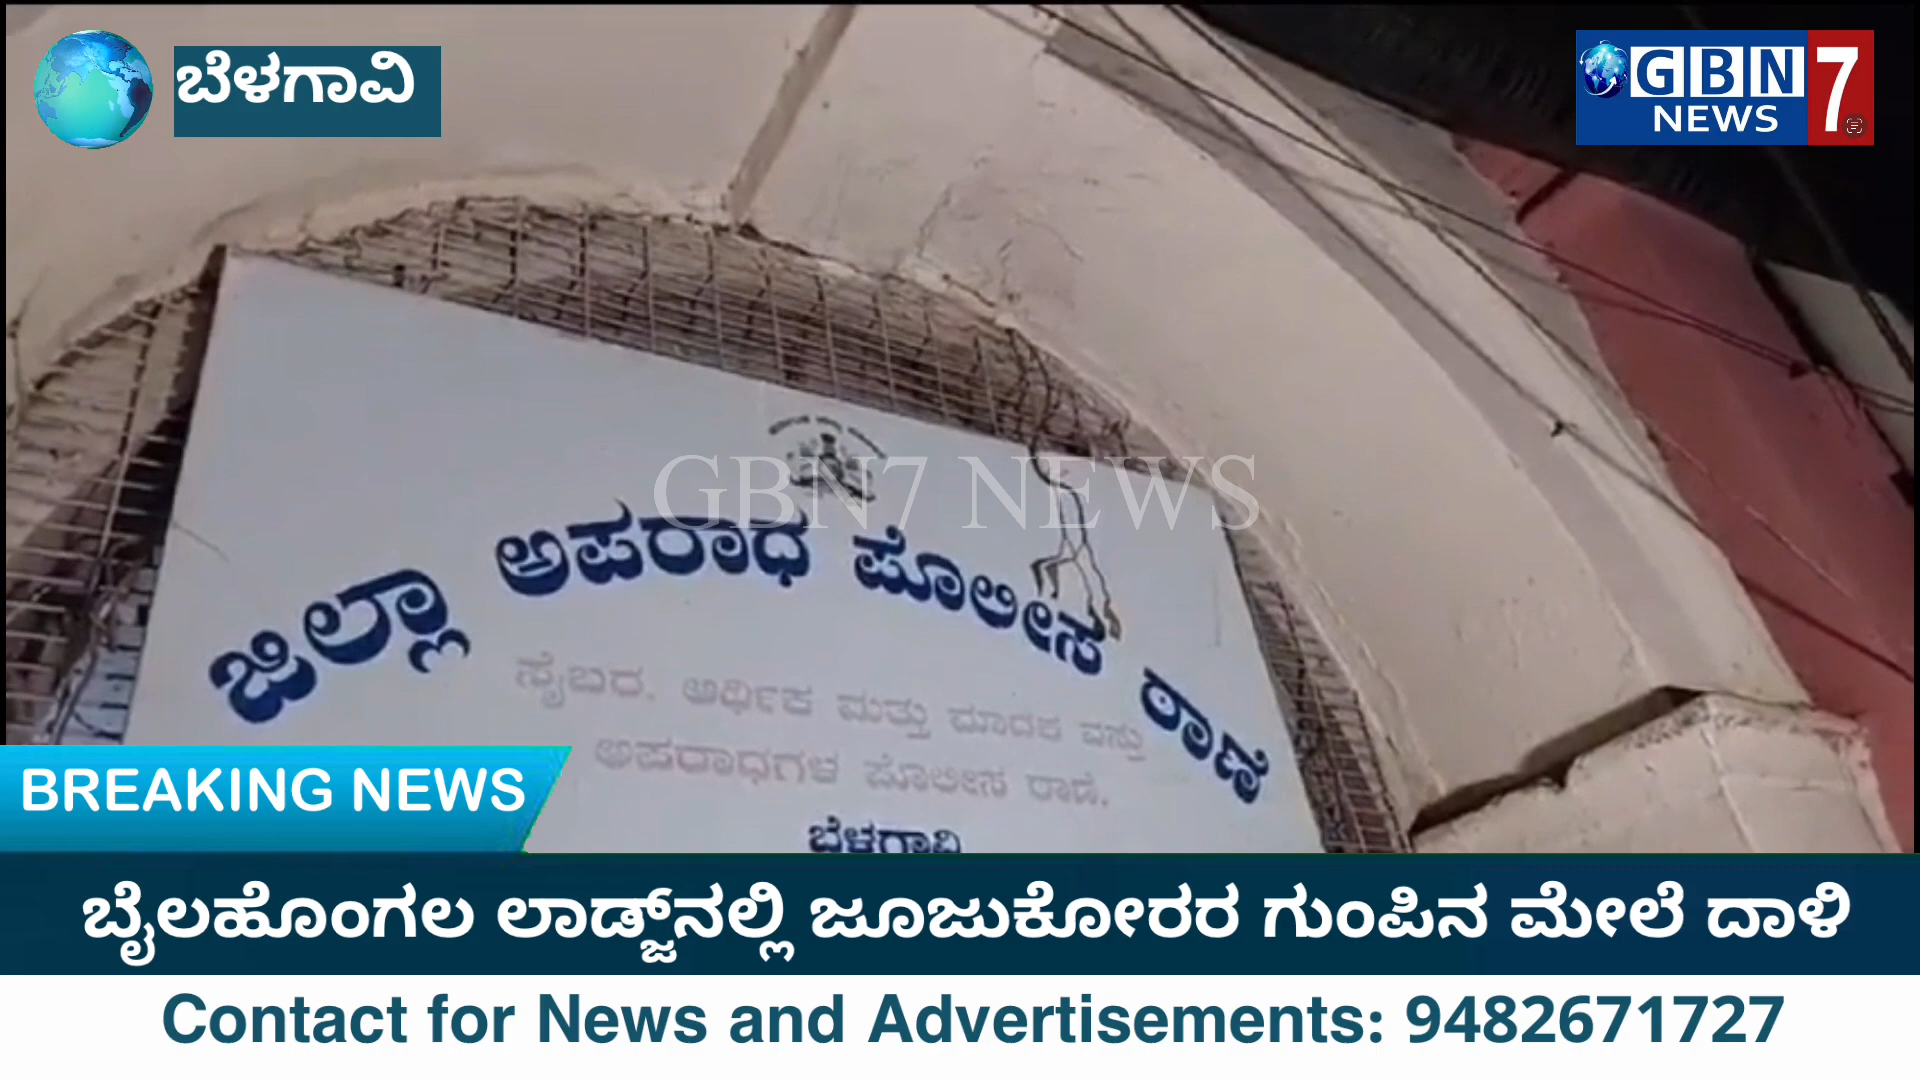 ಬೆಳಗಾವಿ
GBN 7
NEWS
GBN7 NEWS
ಜಿಲ್ಲಾ ಅಪರಾಧ ಪೊಲೀಸ ಠಾಣೆ
ಸೈಬರ, ಆರ್ಥಿಕ ಮತ್ತು ಮಾದಕ ವಸ್ತು
ಅಪರಾಧಗಳ ಪೊಲೀಸ ಠಾಣೆ.
ಬೆಳಗಾವಿ
BREAKING NEWS
ಬೈಲಹೊಂಗಲ ಲಾಡ್ಜ್‌ನಲ್ಲಿ ಜೂಜುಕೋರರ ಗುಂಪಿನ ಮೇಲೆ ದಾಳಿ
Contact for News and Advertisements: 9482671727